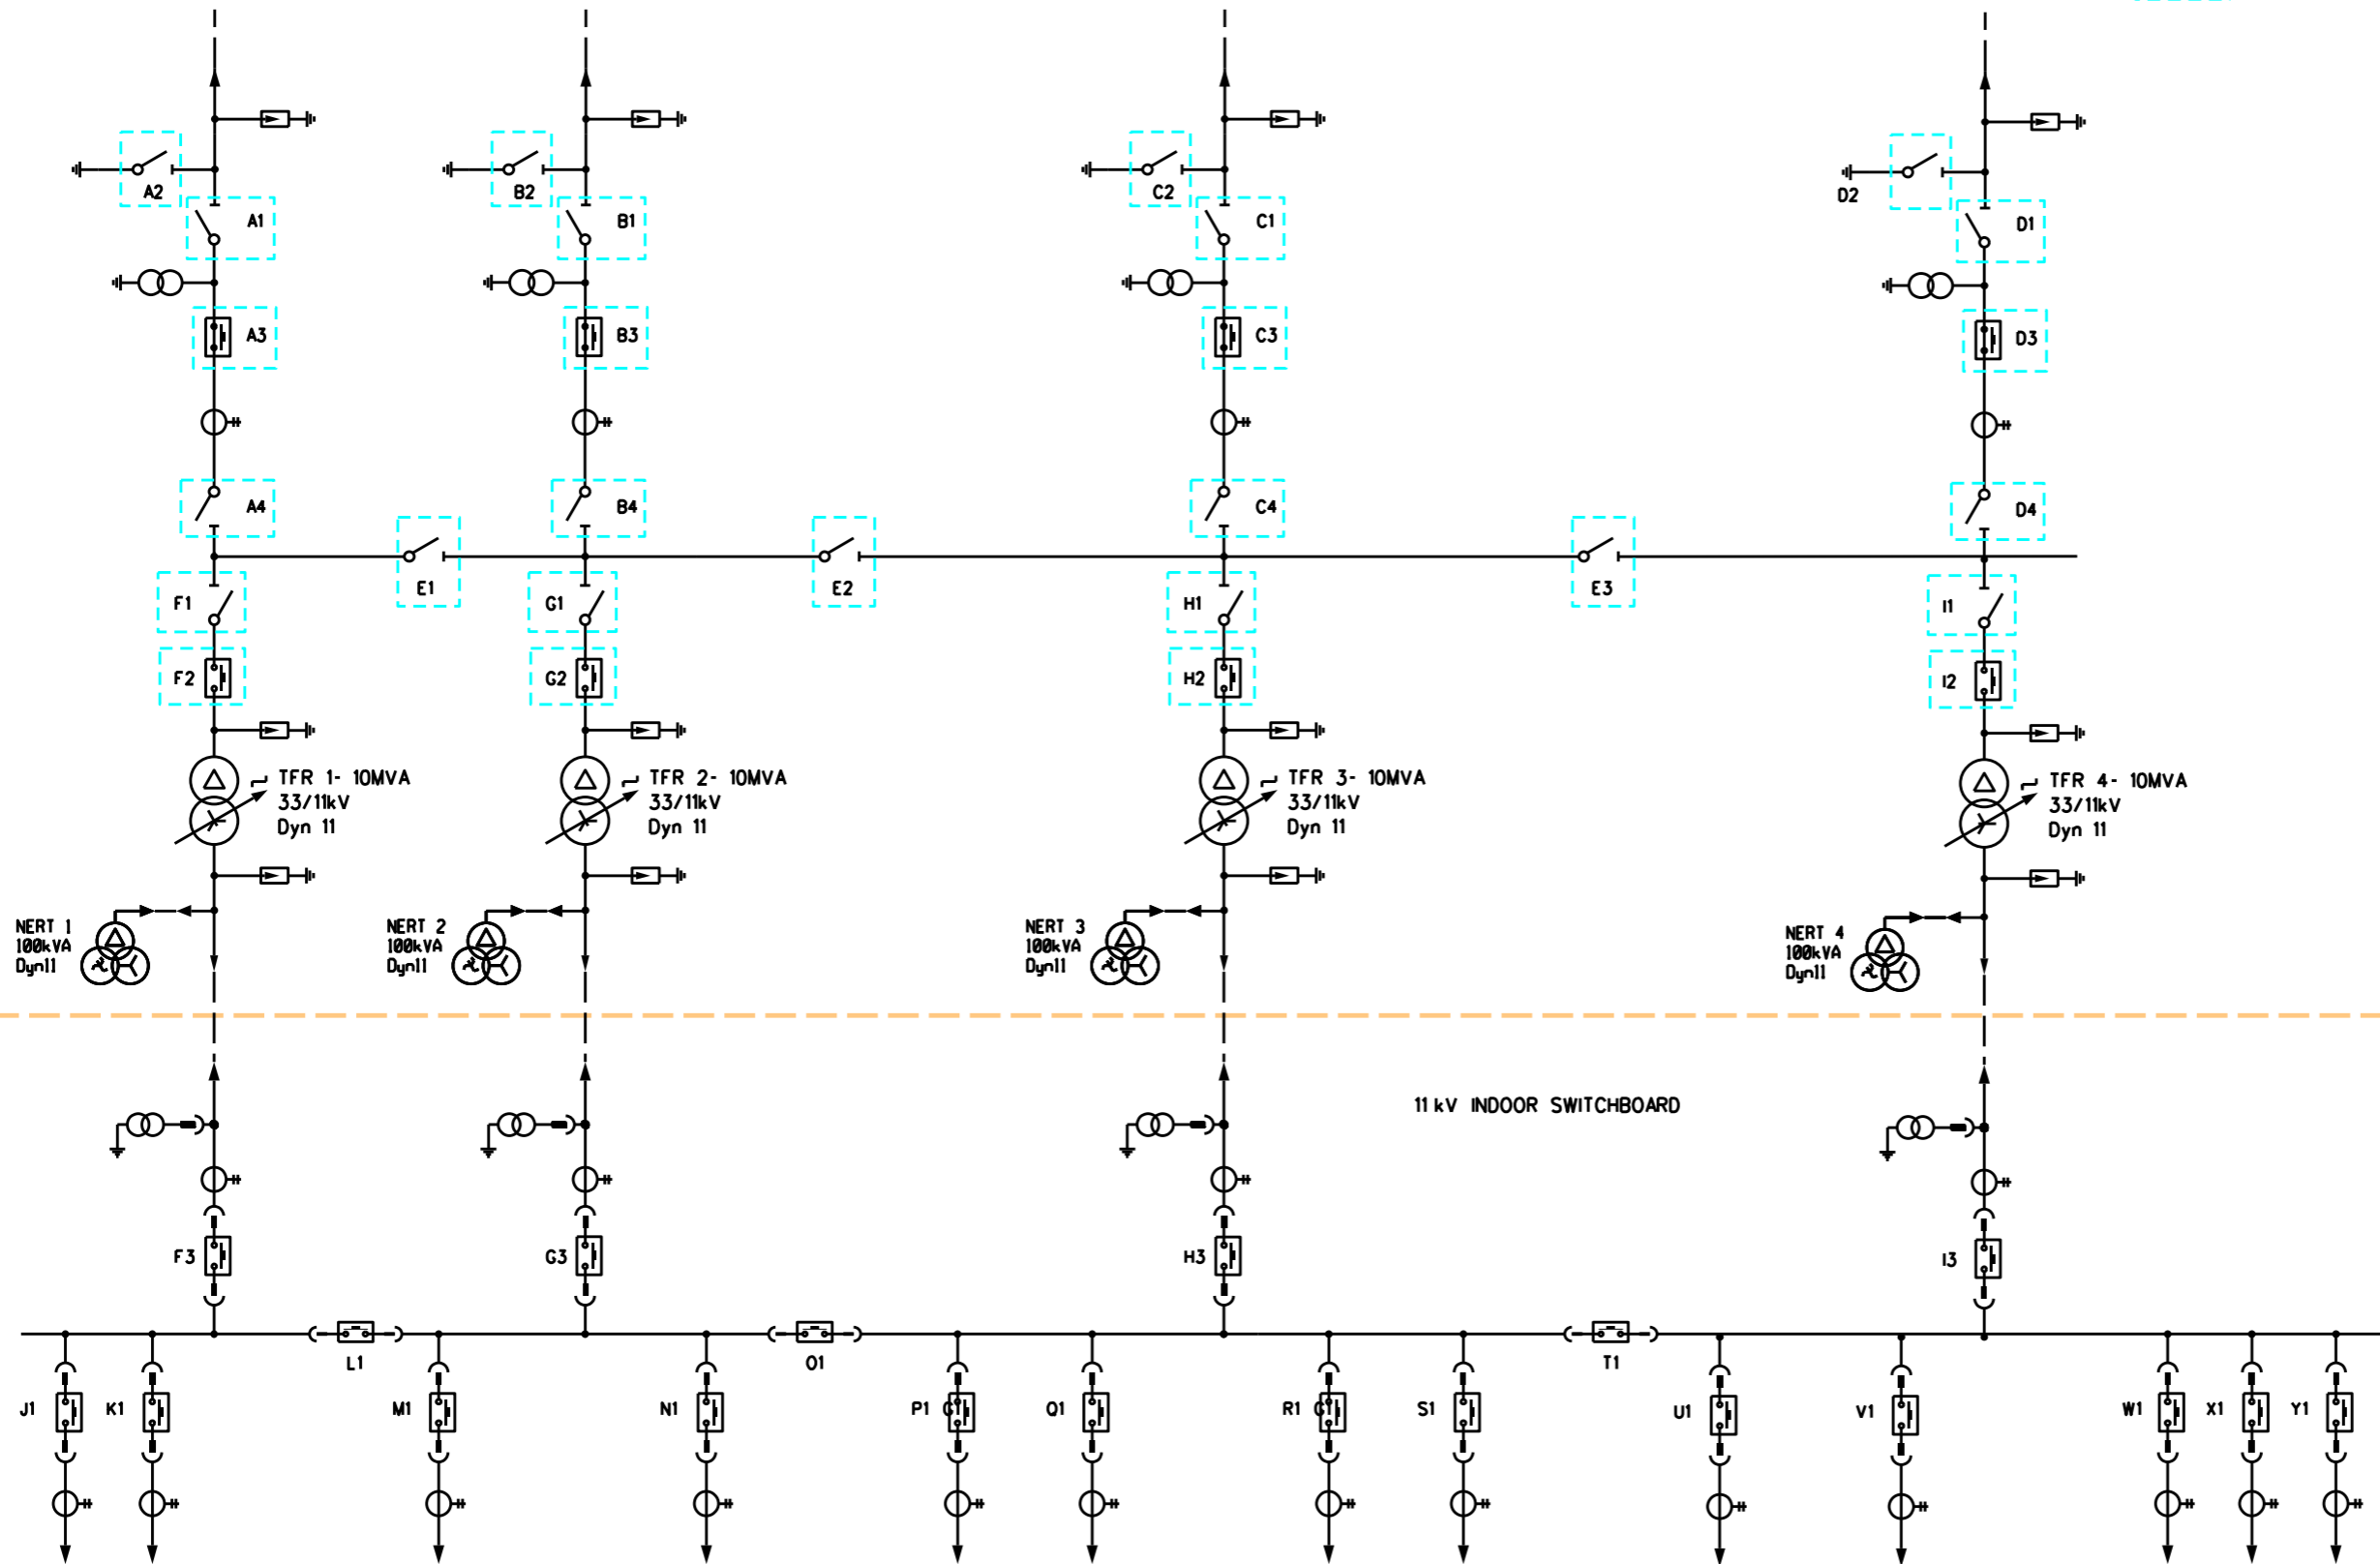 A2
B2
C2
D2
A1
B1
C1
D1
A3
B3
C3
D3
A4
B4
C4
D4
E1
E2
E3
F1
G1
H1
I1
F2
G2
H2
I2
TFR 1- 10MVA
33/11kV
Dyn 11
TFR 2- 10MVA
33/11kV
Dyn 11
TFR 3- 10MVA
33/11kV
Dyn 11
TFR 4- 10MVA
33/11kV
Dyn 11
NERT 1
100kVA
Dyn11
NERT 2
100kVA
Dyn11
NERT 3
100kVA
Dyn11
NERT 4
100kVA
Dyn11
11 kV INDOOR SWITCHBOARD
F3
G3
H3
I3
L1
O1
T1
J1
K1
M1
N1
P1 G1
Q1
R1 G1
S1
U1
V1
W1
X1
Y1